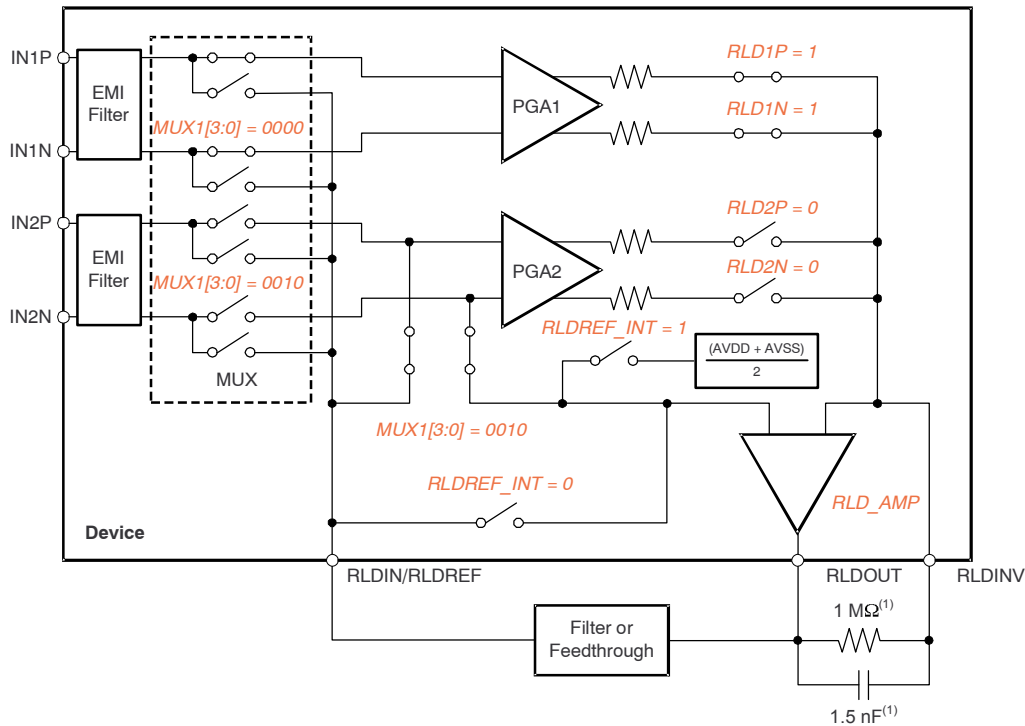 IN1P
EMI
Filter
IN1N
MUX1[3:0] = 0000
PGA1
RLD1P = 1
RLD1N = 1
IN2P
EMI
Filter
IN2N
MUX1[3:0] = 0010
MUX
PGA2
RLD2P = 0
RLD2N = 0
RLDREF_INT = 1
(AVDD + AVSS)
2
MUX1[3:0] = 0010
RLDREF_INT = 0
RLD_AMP
Device
RLDIN/RLDREF
RLDOUT
RLDINV
Filter or
Feedthrough
1 MΩ(1)
1.5 nF(1)